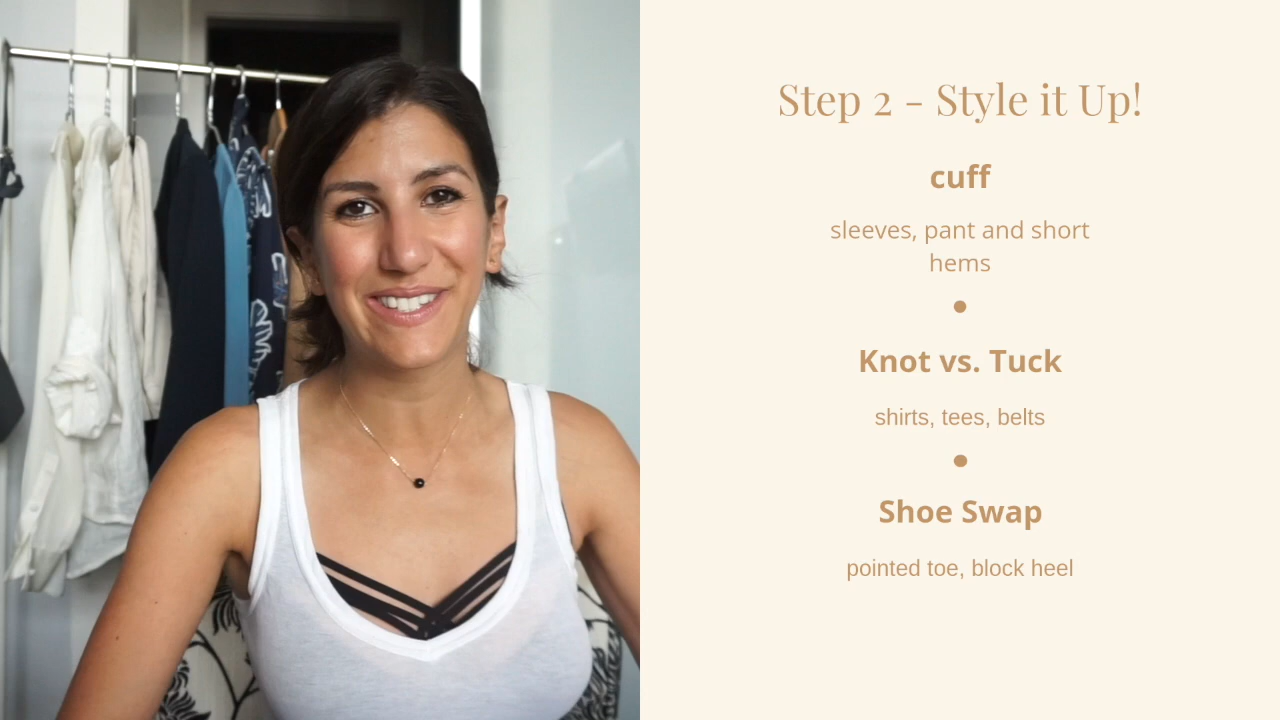 Step 2 - Style it Up!
cuff
sleeves, pant and short
hems
Knot vs. Tuck
shirts, tees, belts
Shoe Swap
pointed toe, block heel